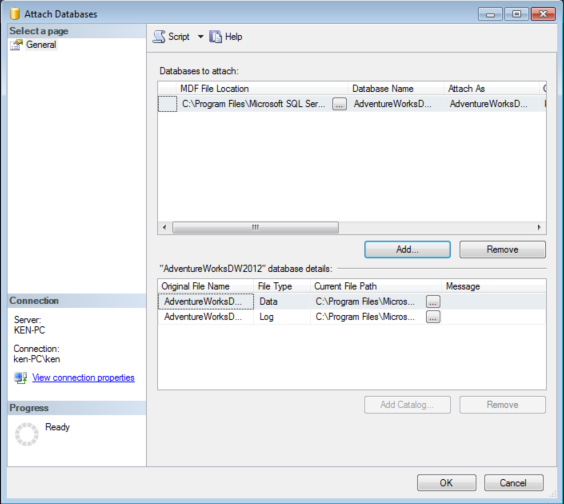 Attach Databases
Select a page
General
Script Help
Databases to attach:
MDF File Location Database Name Attach As
C:\Program Files\Microsoft SQL Ser... ... AdventureWorksD... AdventureWorksD...
Add... Remove
"AdventureWorksDW2012" database details:
Original File Name File Type Current File Path Message
AdventureWorksD... Data C:\Program Files\Micros... ...
AdventureWorksD... Log C:\Program Files\Micros... ...
Connection
Server:
KEN-PC
Connection:
ken-PC\ken
View connection properties
Add Catalog... Remove
Progress
Ready
OK Cancel